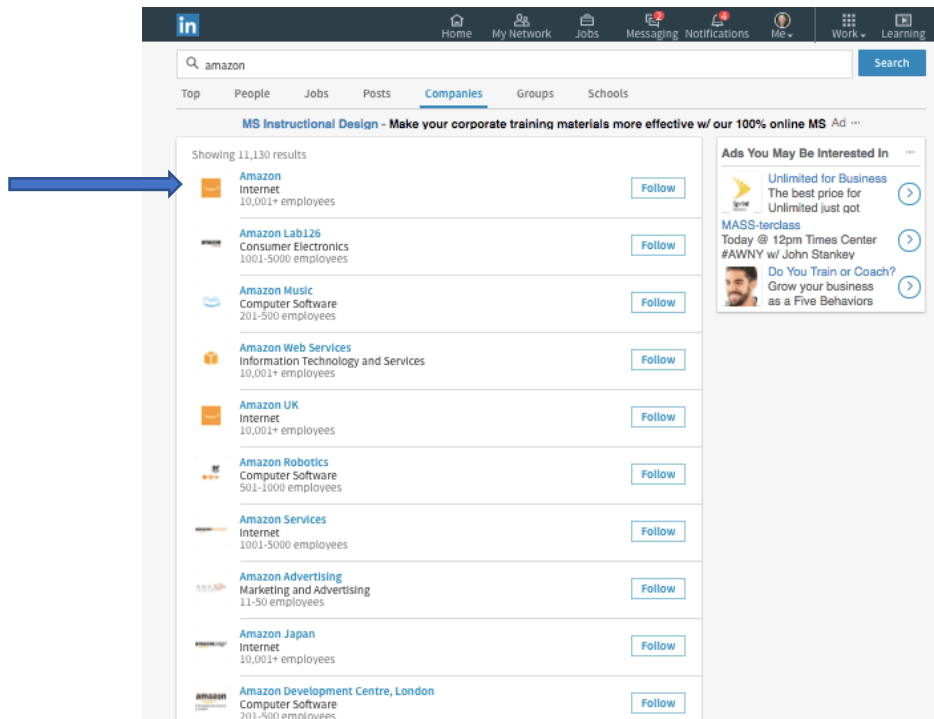 in
2
4
Home
My Network
Jobs
Messaging
Notifications
Me
Work
Learning
amazon
Search
Top
People
Jobs
Posts
Companies
Groups
Schools
MS Instructional Design - Make your corporate training materials more effective w/ our 100% online MS Ad ...
Showing 11,130 results
Amazon
Internet
10,001+ employees
Follow
Amazon Lab126
Consumer Electronics
1001-5000 employees
Follow
Amazon Music
Computer Software
201-500 employees
Follow
Amazon Web Services
Information Technology and Services
10,001+ employees
Follow
Amazon UK
Internet
10,001+ employees
Follow
Amazon Robotics
Computer Software
501-1000 employees
Follow
Amazon Services
Internet
1001-5000 employees
Follow
Amazon Advertising
Marketing and Advertising
11-50 employees
Follow
Amazon Japan
Internet
10,001+ employees
Follow
amazon
Amazon Development Centre, London
Computer Software
201-500 employees
Follow
Ads You May Be Interested In ...
Sprint
Unlimited for Business
The best price for
Unlimited just got
MASS-terclass
Today @ 12pm Times Center
#AWNY w/ John Stankey
Do You Train or Coach?
Grow your business
as a Five Behaviors